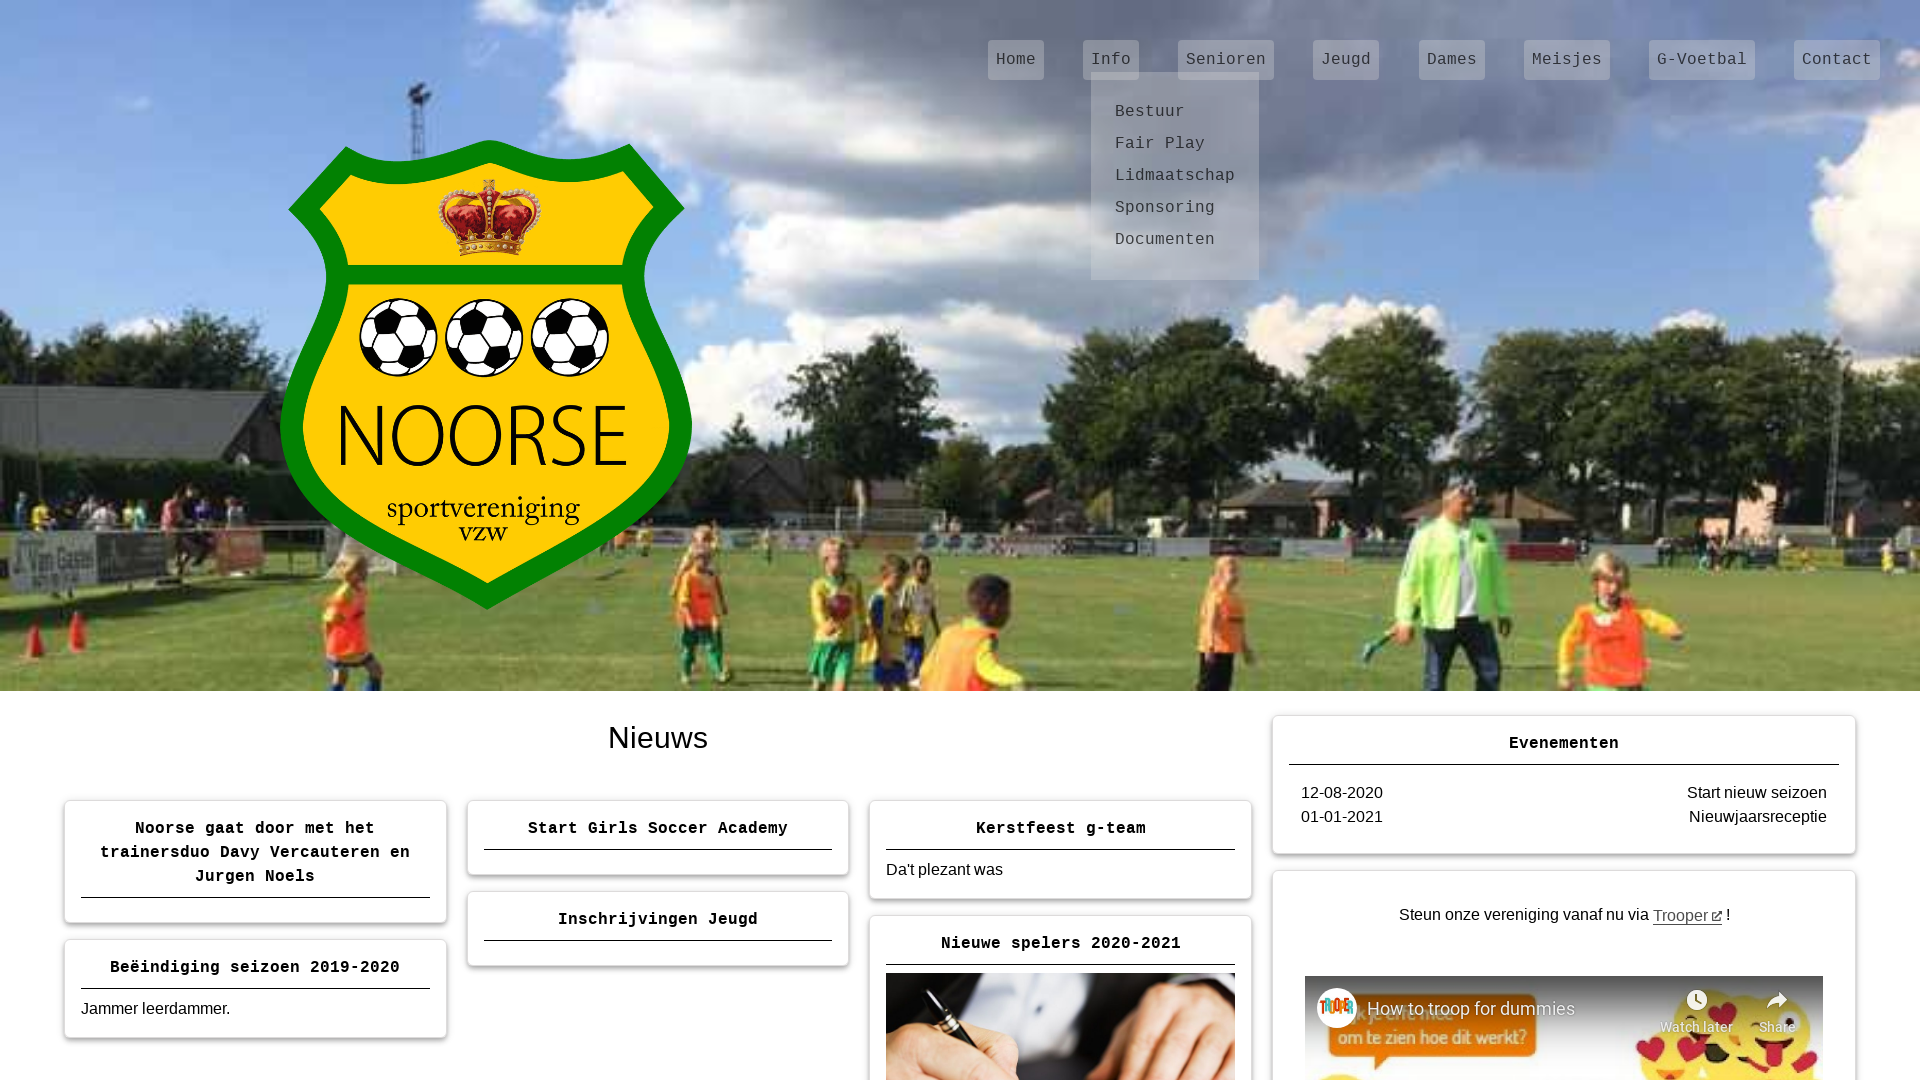 Home
Info
Senioren
Jeugd
Dames
Meisjes
G-Voetbal
Contact
Bestuur
Fair Play
Lidmaatschap
Sponsoring
Documenten
NOORSE
sportvereniging
vzw
Nieuws
Noorse gaat door met het
trainersduo Davy Vercauteren en
Jurgen Noels
Beëindiging seizoen 2019-2020
Jammer leerdammer.
Start Girls Soccer Academy
Inschrijvingen Jeugd
Kerstfeest g-team
Da't plezant was
Nieuwe spelers 2020-2021
Evenementen
12-08-2020 Start nieuw seizoen
01-01-2021 Nieuwjaarsreceptie
Steun onze vereniging vanaf nu via Trooper !
TROOPER
How to troop for dummies
Watch later
Share
om te zien hoe dit werkt?